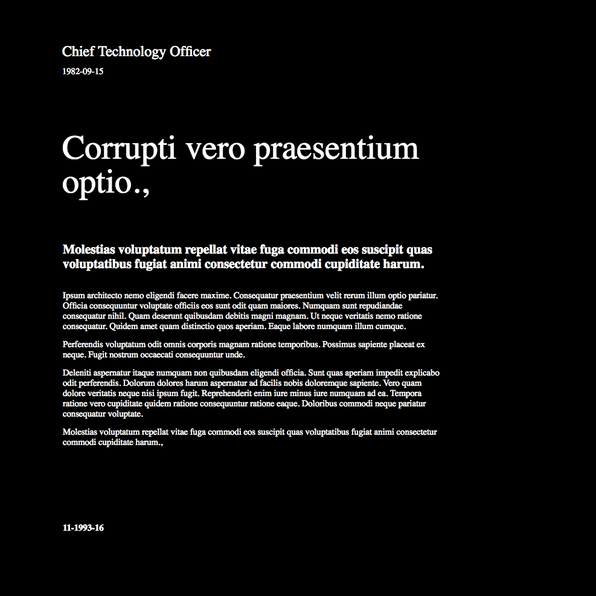 Chief Technology Officer
1982-09-15
Corrupti vero praesentium
optio.,
Molestias voluptatum repellat vitae fuga commodi eos suscipit quas
voluptatibus fugiat animi consectetur commodi cupiditate harum.
Ipsum architecto nemo eligendi facere maxime. Consequatur praesentium velit rerum illum optio pariatur.
Officia consequuntur voluptate officiis eos sunt odit quam maiores. Numquam sunt repudiandae
consequatur nihil. Quam deserunt quibusdam debitis magni magnam. Ut neque veritatis nemo ratione
consequatur. Quidem amet quam distinctio quos aperiam. Eaque labore numquam illum cumque.
Perferendis voluptatum odit omnis corporis magnam ratione temporibus. Possimus sapiente placeat ex
neque. Fugit nostrum occaecati consequuntur unde.
Deleniti aspernatur itaque numquam non quibusdam eligendi officia. Sunt quas aperiam impedit explicabo
odit perferendis. Dolorum dolores harum aspernatur ad facilis nobis doloremque sapiente. Vero quam
dolore veritatis neque nisi ipsum fugit. Reprehenderit enim iure minus iure numquam ad ea. Tempora
ratione vero cupiditate quidem ratione consequuntur ratione eaque. Doloribus commodi neque pariatur
consequatur voluptate.
Molestias voluptatum repellat vitae fuga commodi eos suscipit quas voluptatibus fugiat animi consectetur
commodi cupiditate harum.,
11-1993-16